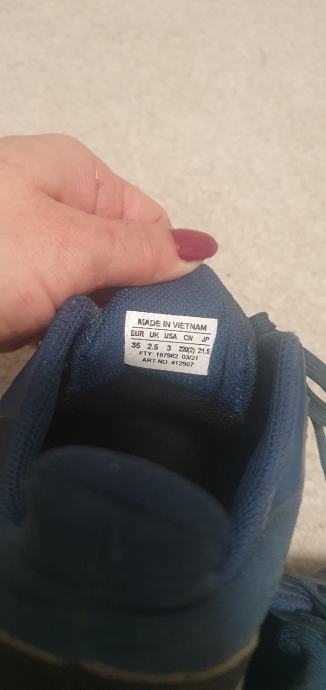 MADE IN VIETNAM
EUR UK USA CN JP
35 2.5 3 220(2) 21.5
FTY: 187982 03/21
ART NO: 412907